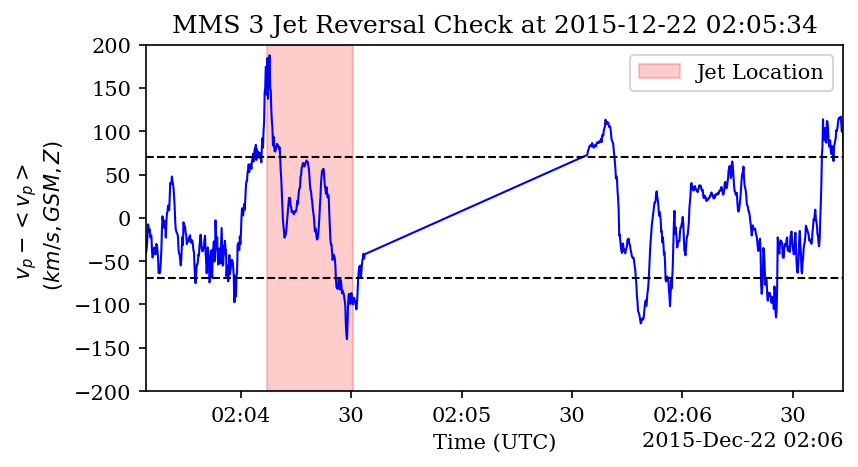 MMS 3 Jet Reversal Check at 2015-12-22 02:05:34
v_p − < v_p >
(km/s, GSM, Z)
200
150
100
50
0
−50
−100
−150
−200
Jet Location
02:04 30 02:05 30 02:06 30
Time (UTC) 2015-Dec-22 02:06